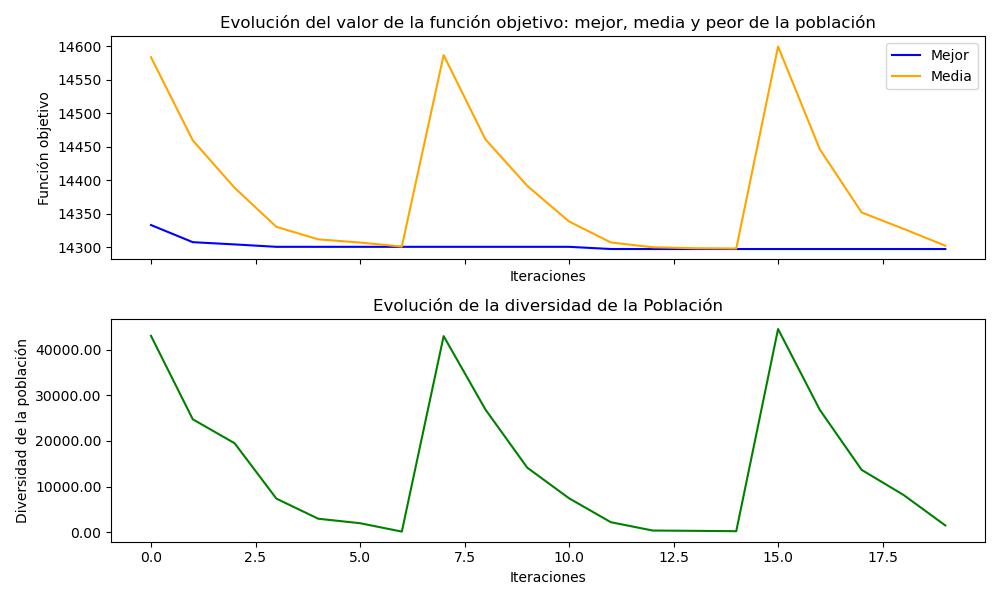 Evolución del valor de la función objetivo: mejor, media y peor de la población
14600
14550
14500
14450
14400
14350
14300
Función objetivo
Mejor
Media
Iteraciones
Evolución de la diversidad de la Población
40000.00
30000.00
20000.00
10000.00
0.00
Diversidad de la población
0.0 2.5 5.0 7.5 10.0 12.5 15.0 17.5
Iteraciones